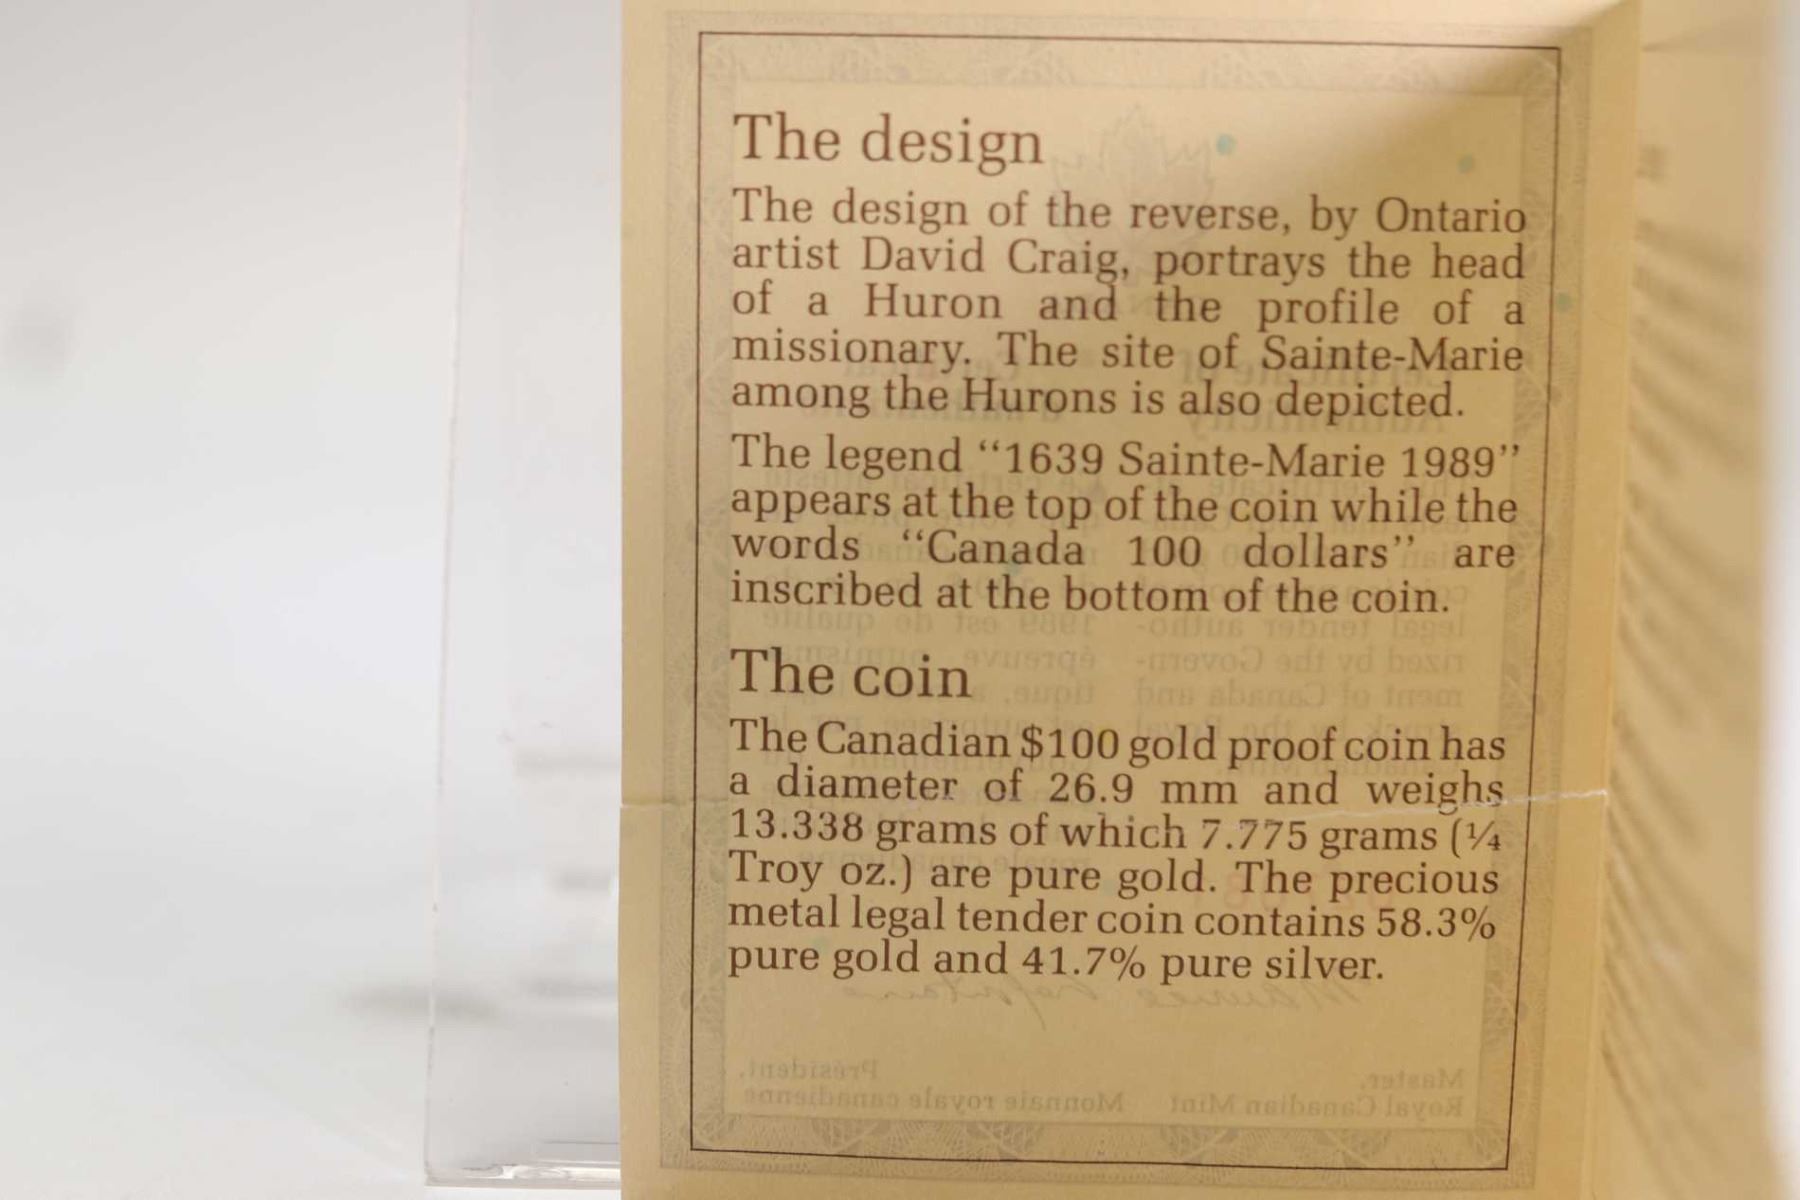 The design
The design of the reverse, by Ontario
artist David Craig, portrays the head
of a Huron and the profile of a
missionary. The site of Sainte-Marie
among the Hurons is also depicted.
The legend “1639 Sainte-Marie 1989”
appears at the top of the coin while the
words “Canada 100 dollars” are
inscribed at the bottom of the coin.
The coin
The Canadian $100 gold proof coin has
a diameter of 26.9 mm and weighs
13.338 grams of which 7.775 grams (¼
Troy oz.) are pure gold. The precious
metal legal tender coin contains 58.3%
pure gold and 41.7% pure silver.